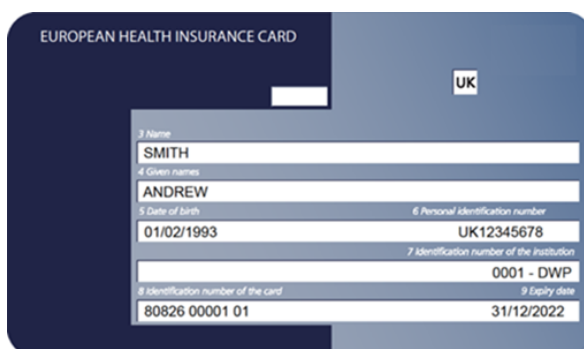 EUROPEAN HEALTH INSURANCE CARD
UK
3 Name
SMITH
4 Given names
ANDREW
5 Date of birth 6 Personal identification number
01/02/1993 UK12345678
7 Identification number of the institution
0001 - DWP
8 Identification number of the card 9 Expiry date
80826 00001 01 31/12/2022